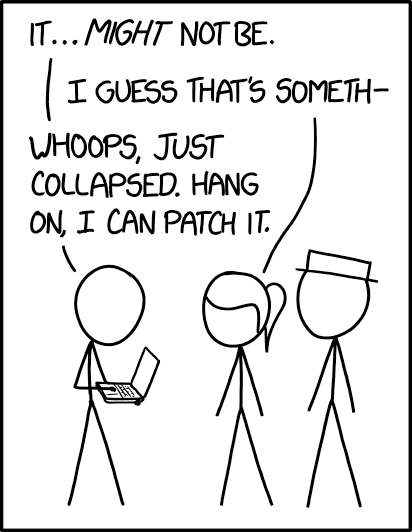 IT... MIGHT NOT BE.
I GUESS THAT'S SOMETH-
WHOOPS, JUST
COLLAPSED. HANG
ON, I CAN PATCH IT.